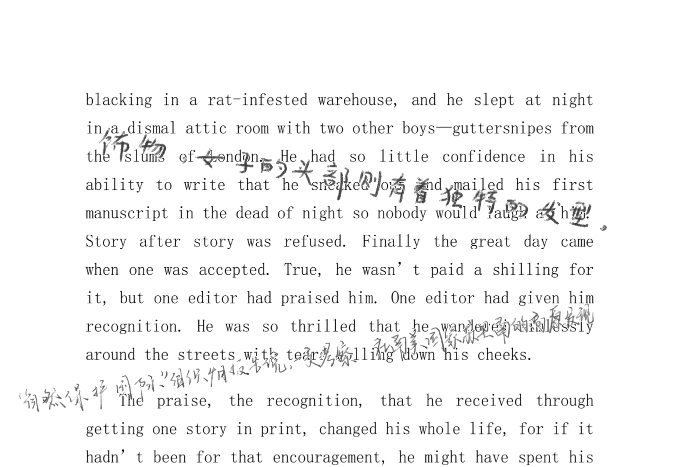 blacking in a rat-infested warehouse, and he slept at night
in a dismal attic room with two other boys—guttersnipes from
the slums of London. He had so little confidence in his
饰物 女子的头部则有着独特的发型。
ability to write that he sneaked out and mailed his first
manuscript in the dead of night so nobody would laugh at him.
Story after story was refused. Finally the great day came
when one was accepted. True, he wasn't paid a shilling for
it, but one editor had praised him. One editor had given him
recognition. He was so thrilled that he wandered aimlessly
around the streets with tears rolling down his cheeks.
自然保护
The praise, the recognition, that he received through
getting one story in print, changed his whole life, for if it
hadn't been for that encouragement, he might have spent his